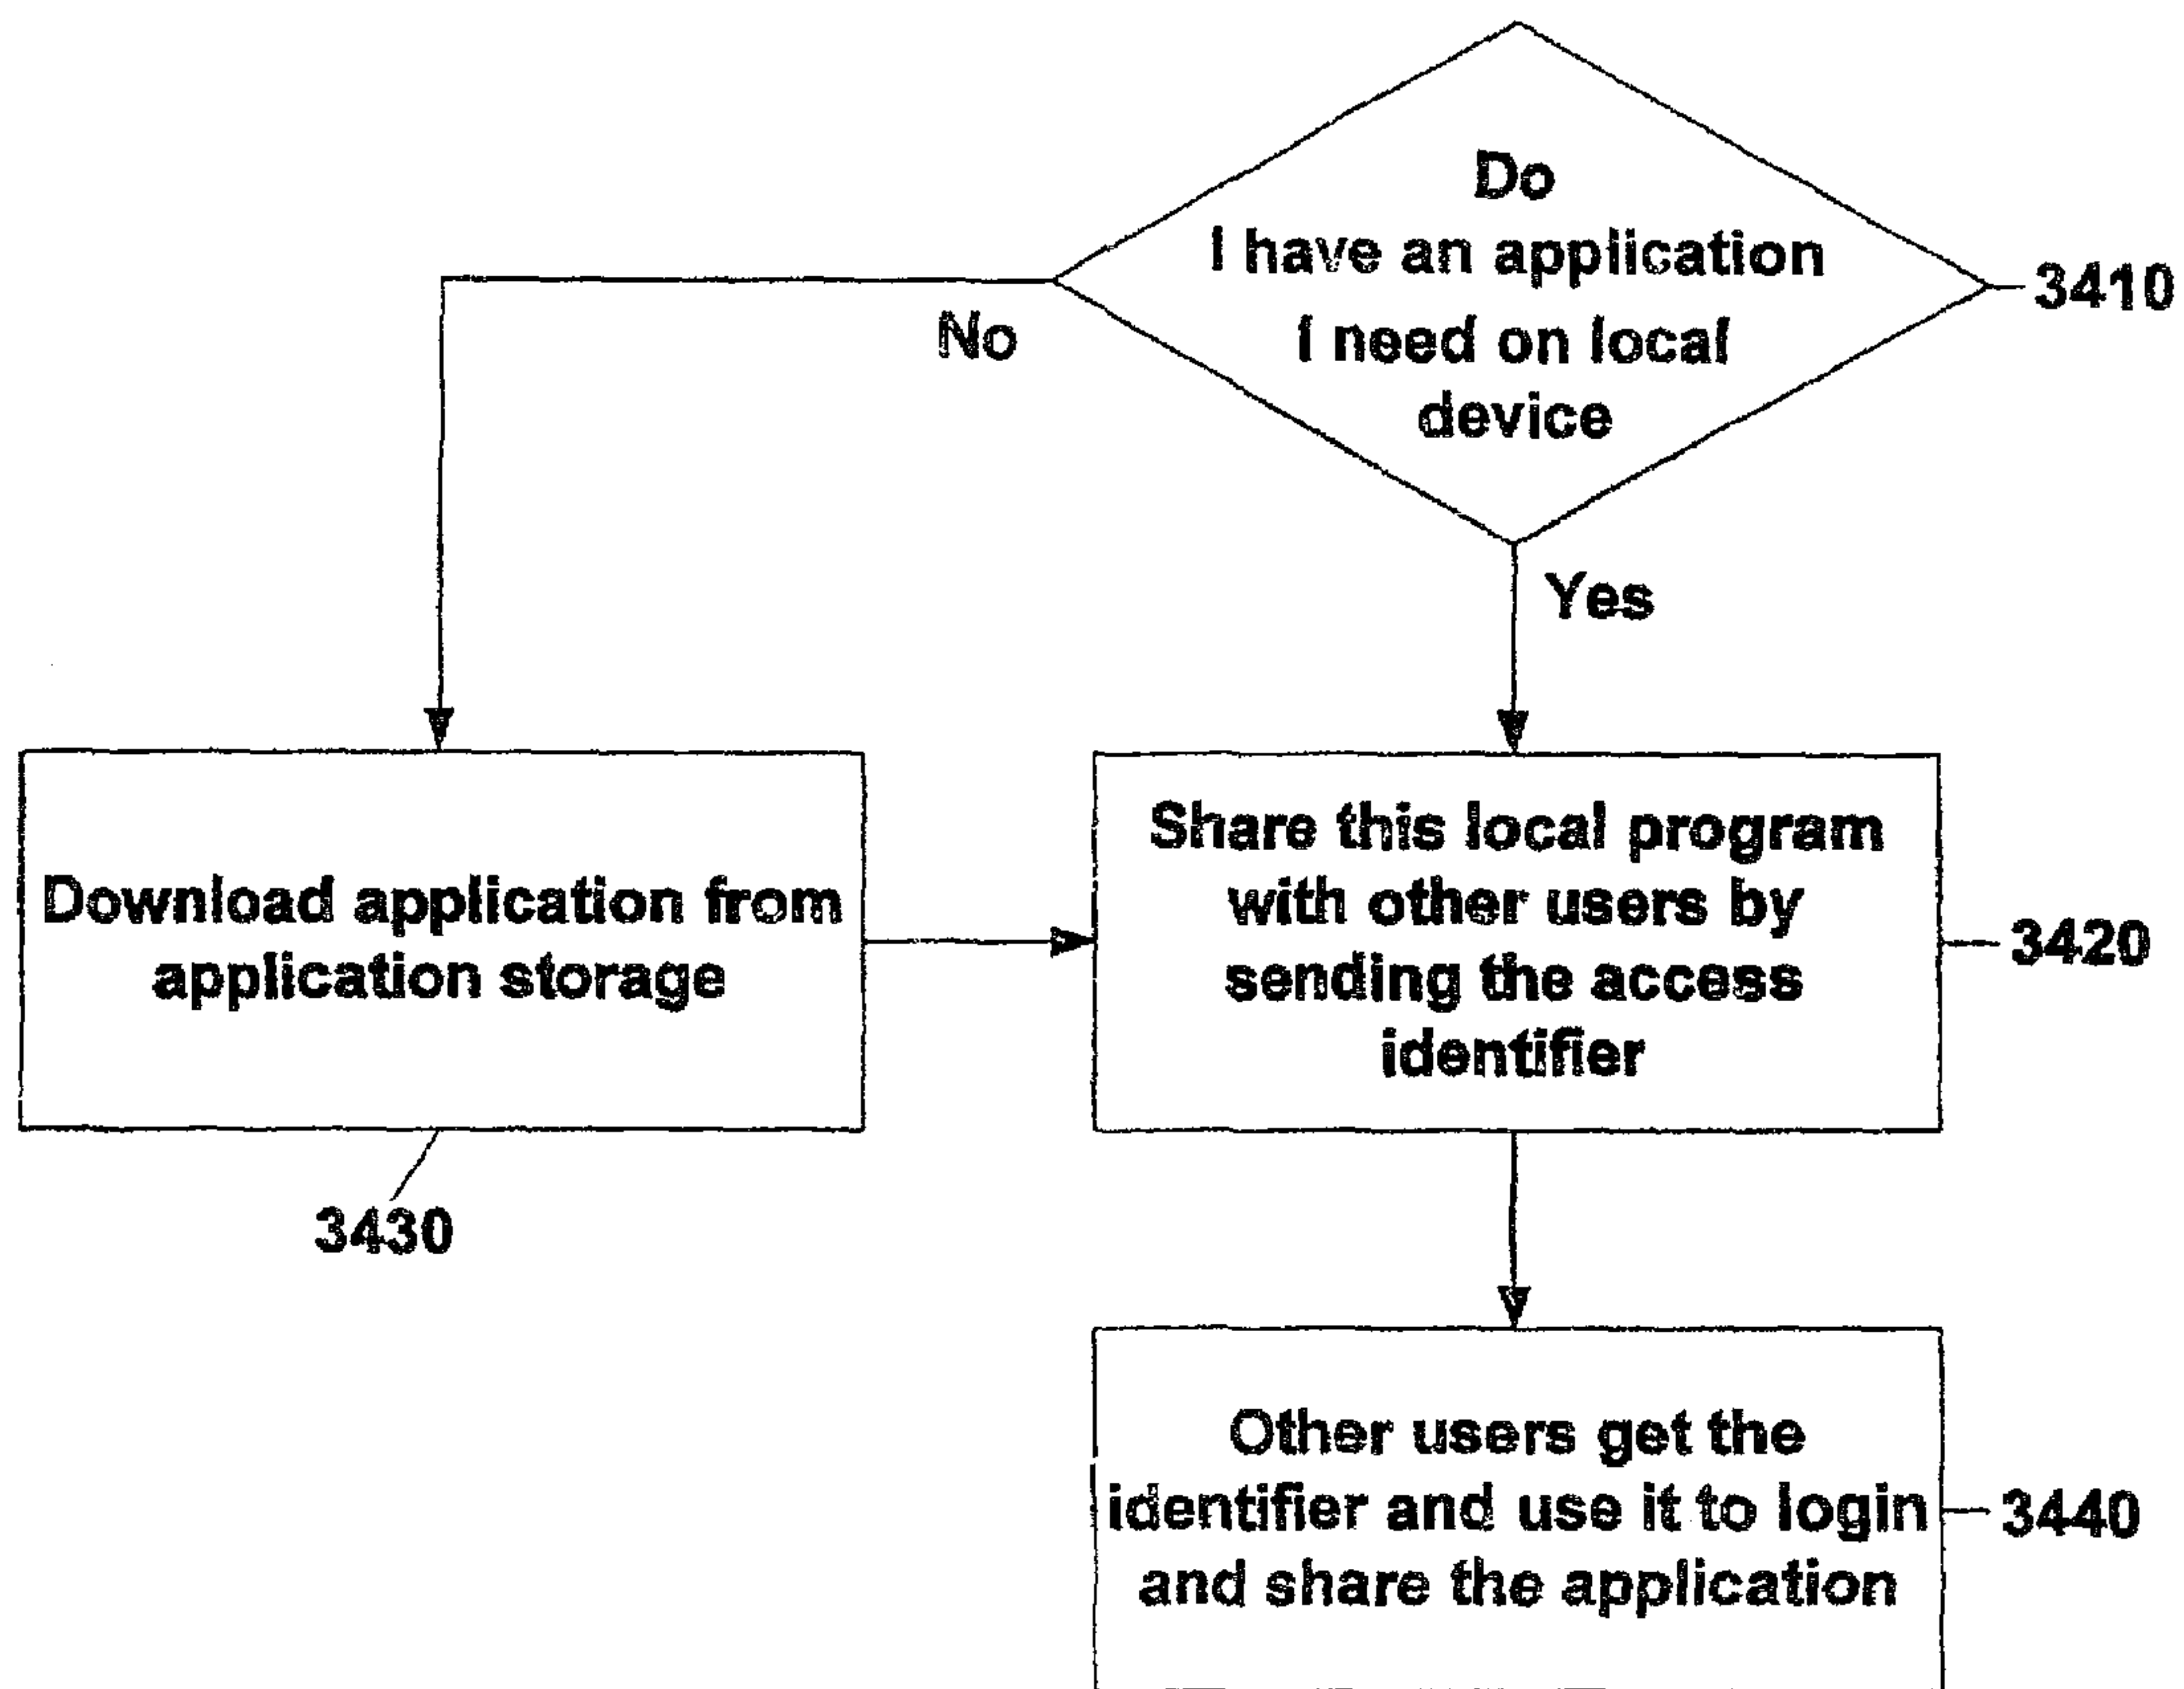 Do
I have an application
I need on local
device
3410
No
Yes
Download application from
application storage
3430
Share this local program
with other users by
sending the access
identifier
3420
Other users get the
identifier and use it to login
and share the application
3440